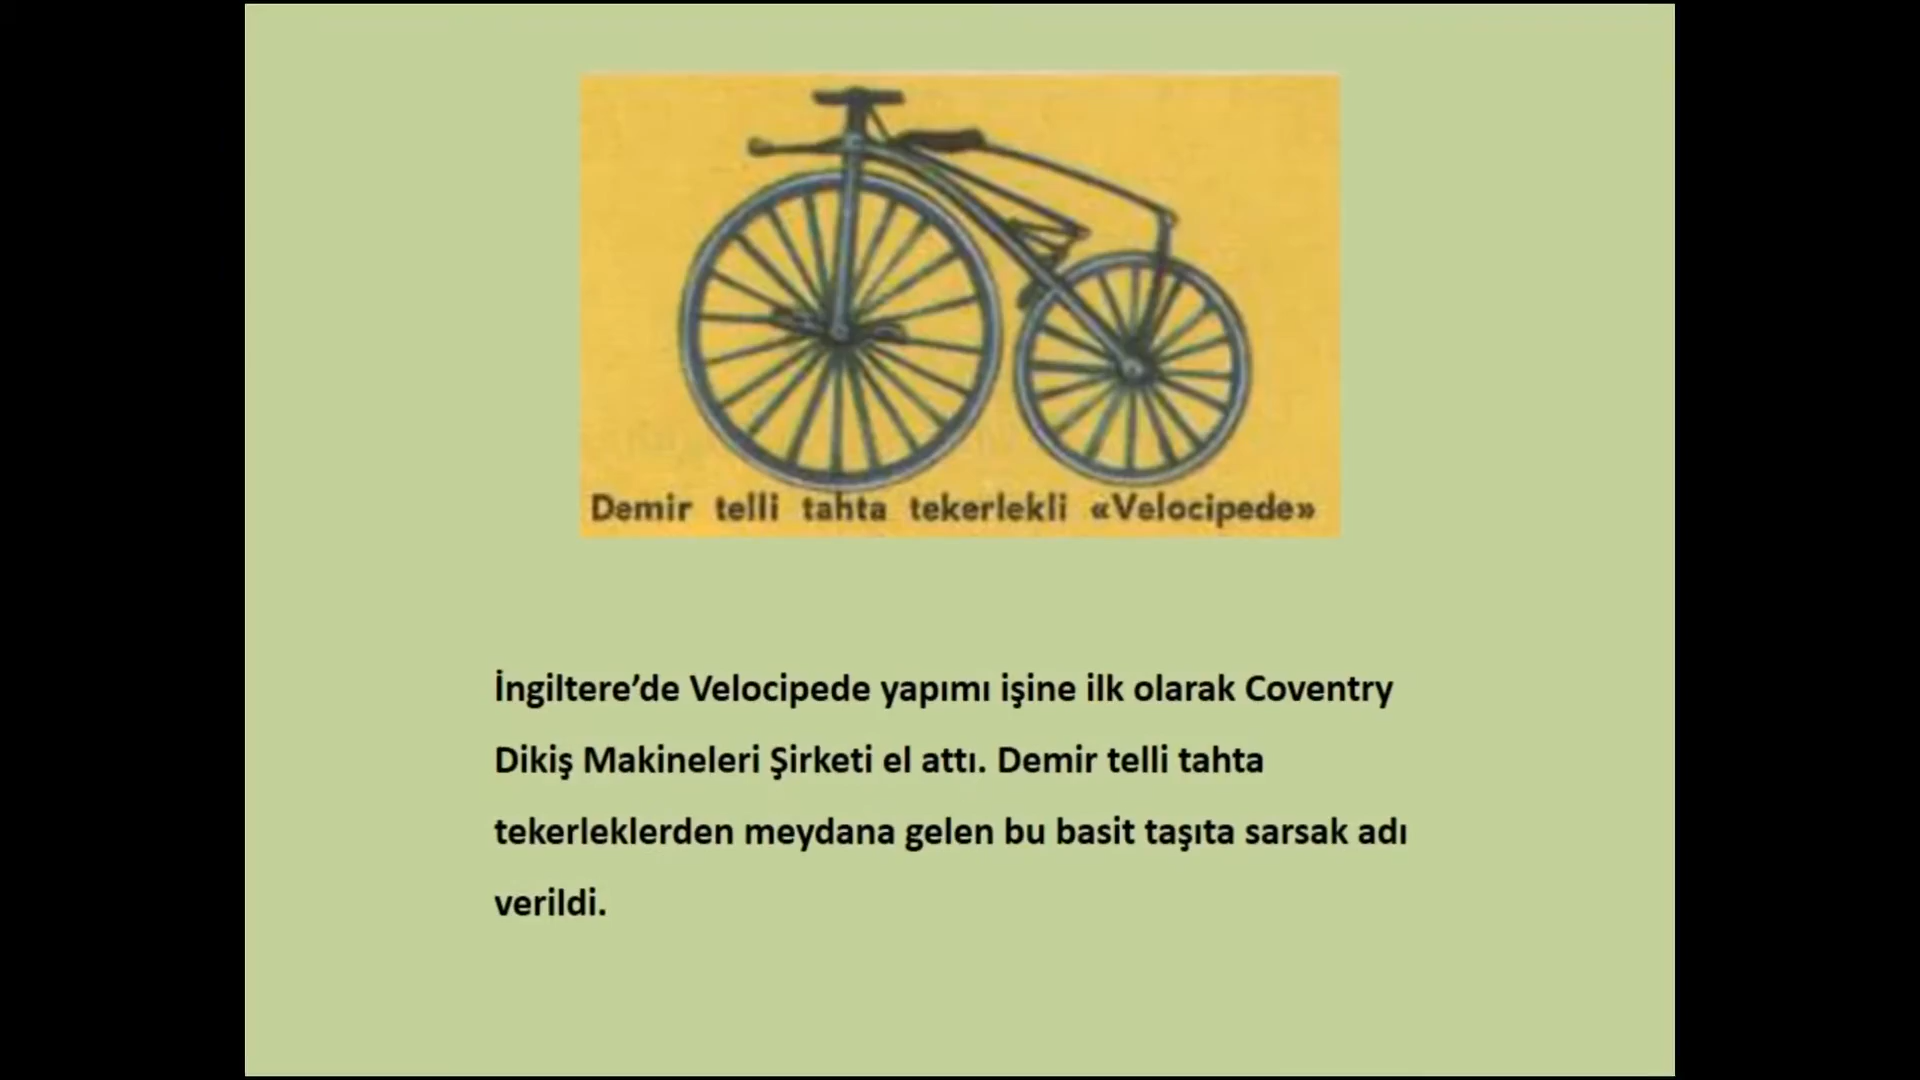 Demir telli tahta tekerlekli «Velocipede»
İngiltere’de Velocipede yapımı işine ilk olarak Coventry
Dikiş Makineleri Şirketi el attı. Demir telli tahta
tekerleklerden meydana gelen bu basit taşıta sarsak adı
verildi.